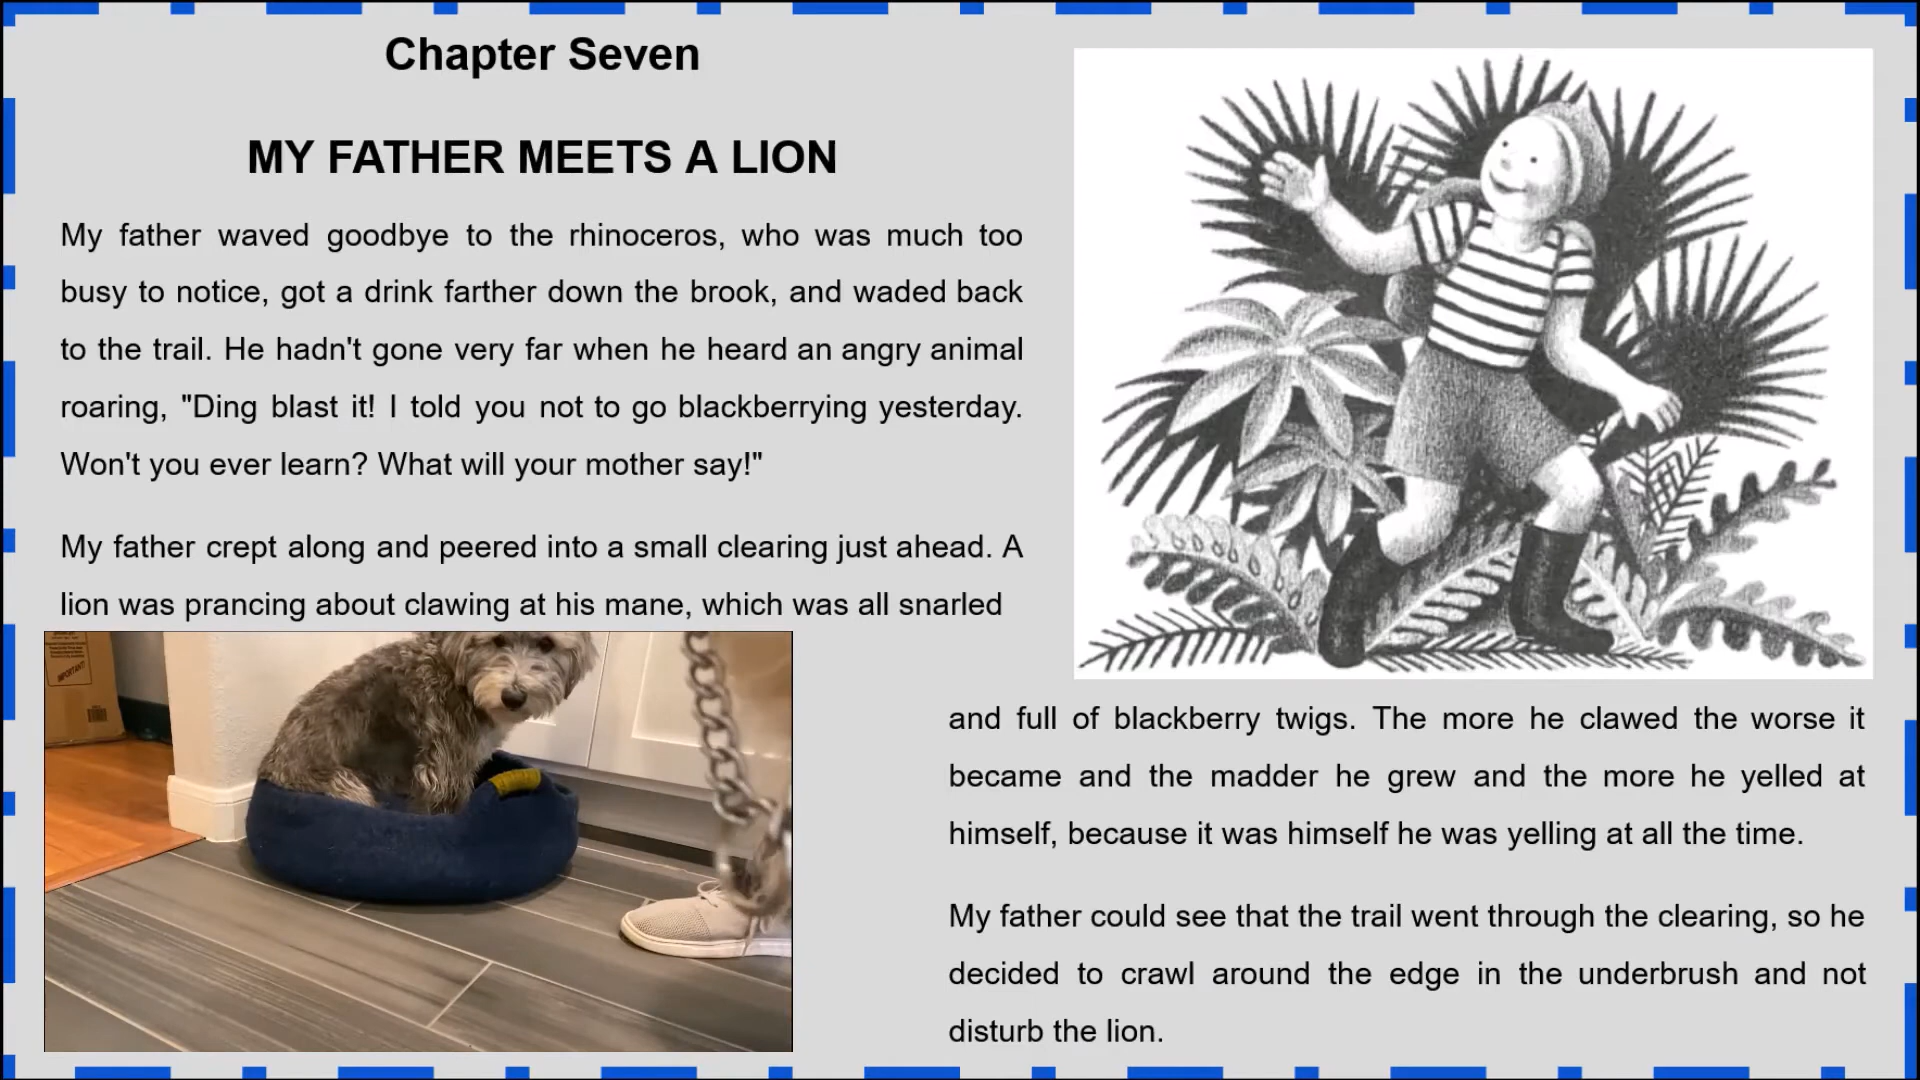 Chapter Seven
MY FATHER MEETS A LION
My father waved goodbye to the rhinoceros, who was much too
busy to notice, got a drink farther down the brook, and waded back
to the trail. He hadn't gone very far when he heard an angry animal
roaring, "Ding blast it! I told you not to go blackberrying yesterday.
Won't you ever learn? What will your mother say!"
My father crept along and peered into a small clearing just ahead. A
lion was prancing about clawing at his mane, which was all snarled
IMPORTANT!
and full of blackberry twigs. The more he clawed the worse it
became and the madder he grew and the more he yelled at
himself, because it was himself he was yelling at all the time.
My father could see that the trail went through the clearing, so he
decided to crawl around the edge in the underbrush and not
disturb the lion.